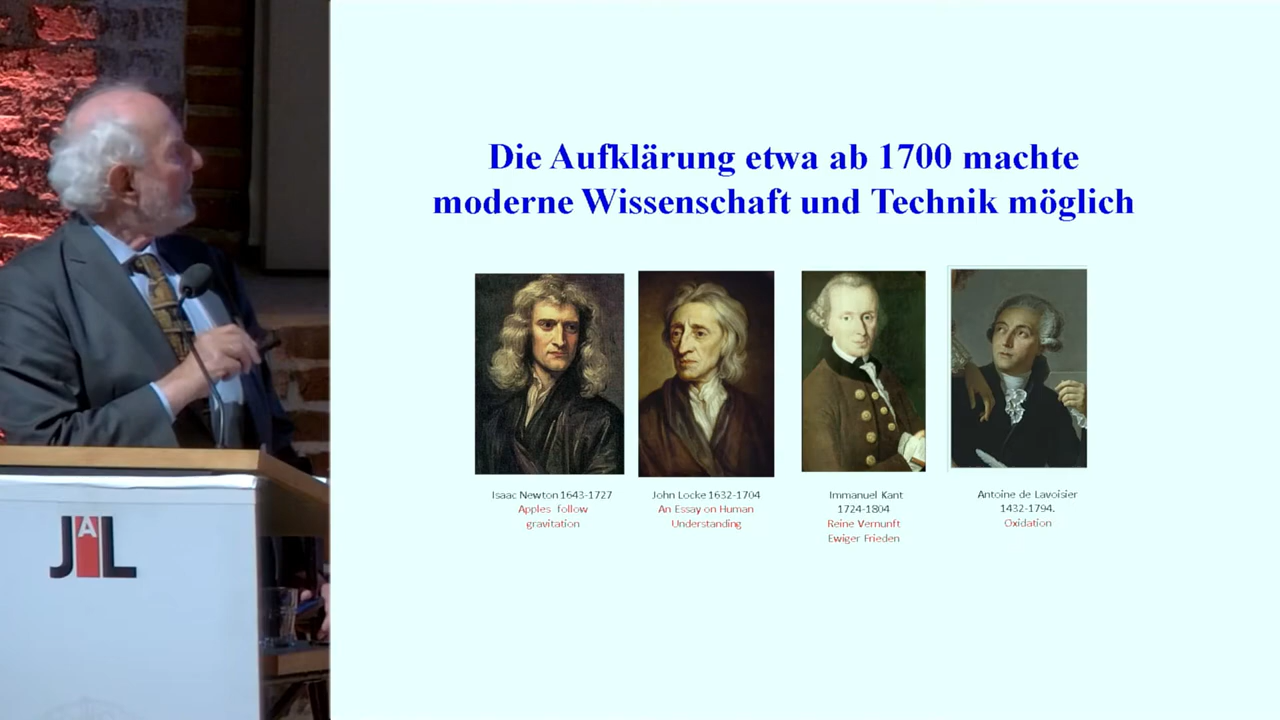 Die Aufklärung etwa ab 1700 machte
moderne Wissenschaft und Technik möglich
Isaac Newton 1643-1727
Apples follow
gravitation
John Locke 1632-1704
An Essay on Human
Understanding
Immanuel Kant
1724-1804
Reine Vernunft
Ewiger Frieden
Antoine de Lavoisier
1432-1794.
Oxidation
JAL